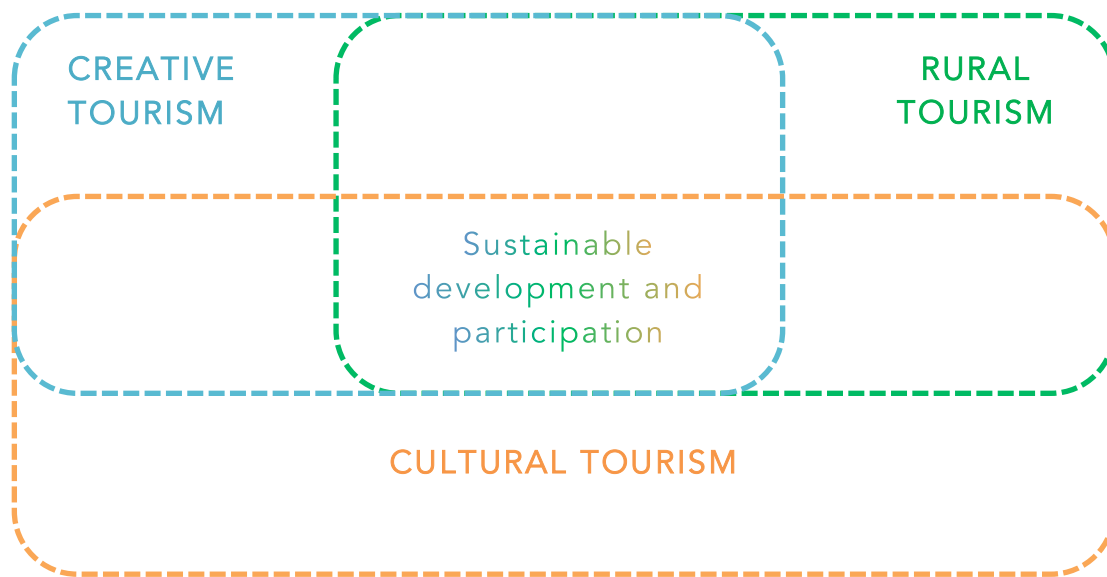 CREATIVE
TOURISM
RURAL
TOURISM
Sustainable
development and
participation
CULTURAL TOURISM